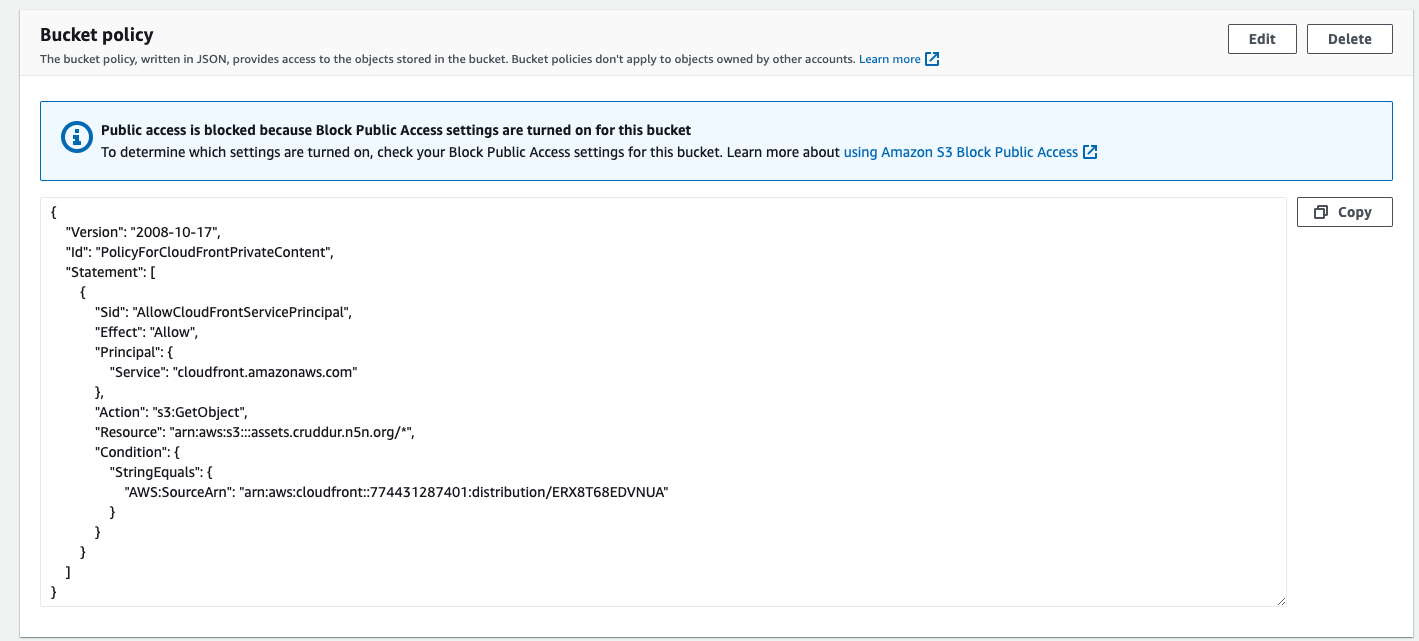 Bucket policy
Edit
Delete
The bucket policy, written in JSON, provides access to the objects stored in the bucket. Bucket policies don't apply to objects owned by other accounts. Learn more
Public access is blocked because Block Public Access settings are turned on for this bucket
To determine which settings are turned on, check your Block Public Access settings for this bucket. Learn more about using Amazon S3 Block Public Access
Copy
{
"Version": "2008-10-17",
"Id": "PolicyForCloudFrontPrivateContent",
"Statement": [
{
"Sid": "AllowCloudFrontServicePrincipal",
"Effect": "Allow",
"Principal": {
"Service": "cloudfront.amazonaws.com"
},
"Action": "s3:GetObject",
"Resource": "arn:aws:s3:::assets.cruddur.n5n.org/*",
"Condition": {
"StringEquals": {
"AWS:SourceArn": "arn:aws:cloudfront::774431287401:distribution/ERX8T68EDVNUA"
}
}
}
]
}